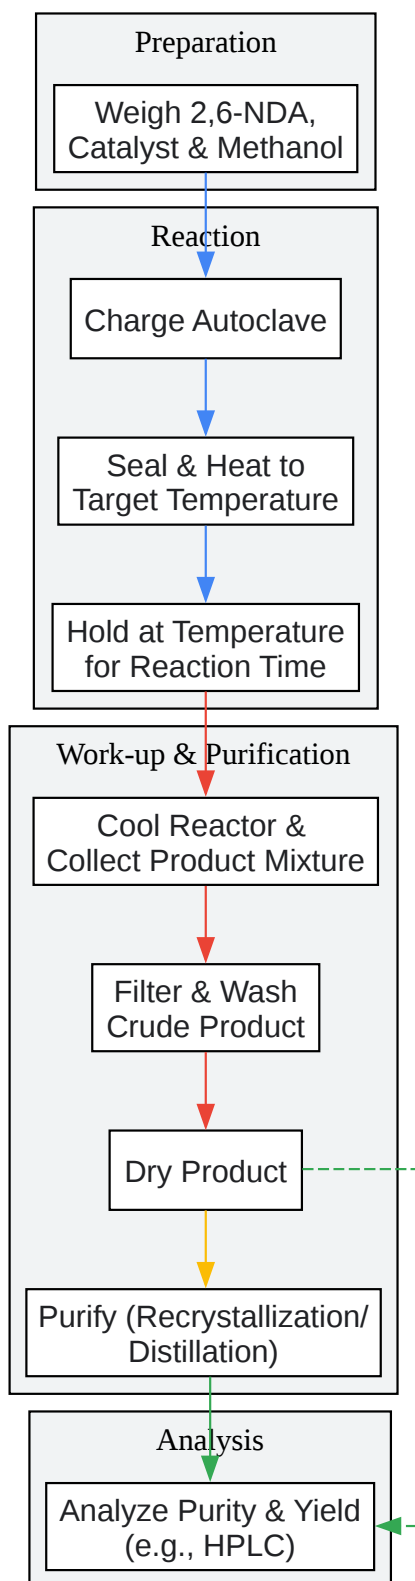 Preparation
Weigh 2,6-NDA,
Catalyst & Methanol
Reaction
Charge Autoclave
Seal & Heat to
Target Temperature
Hold at Temperature
for Reaction Time
Work-up & Purification
Cool Reactor &
Collect Product Mixture
Filter & Wash
Crude Product
Dry Product
Purify (Recrystallization/
Distillation)
Analysis
Analyze Purity & Yield
(e.g., HPLC)